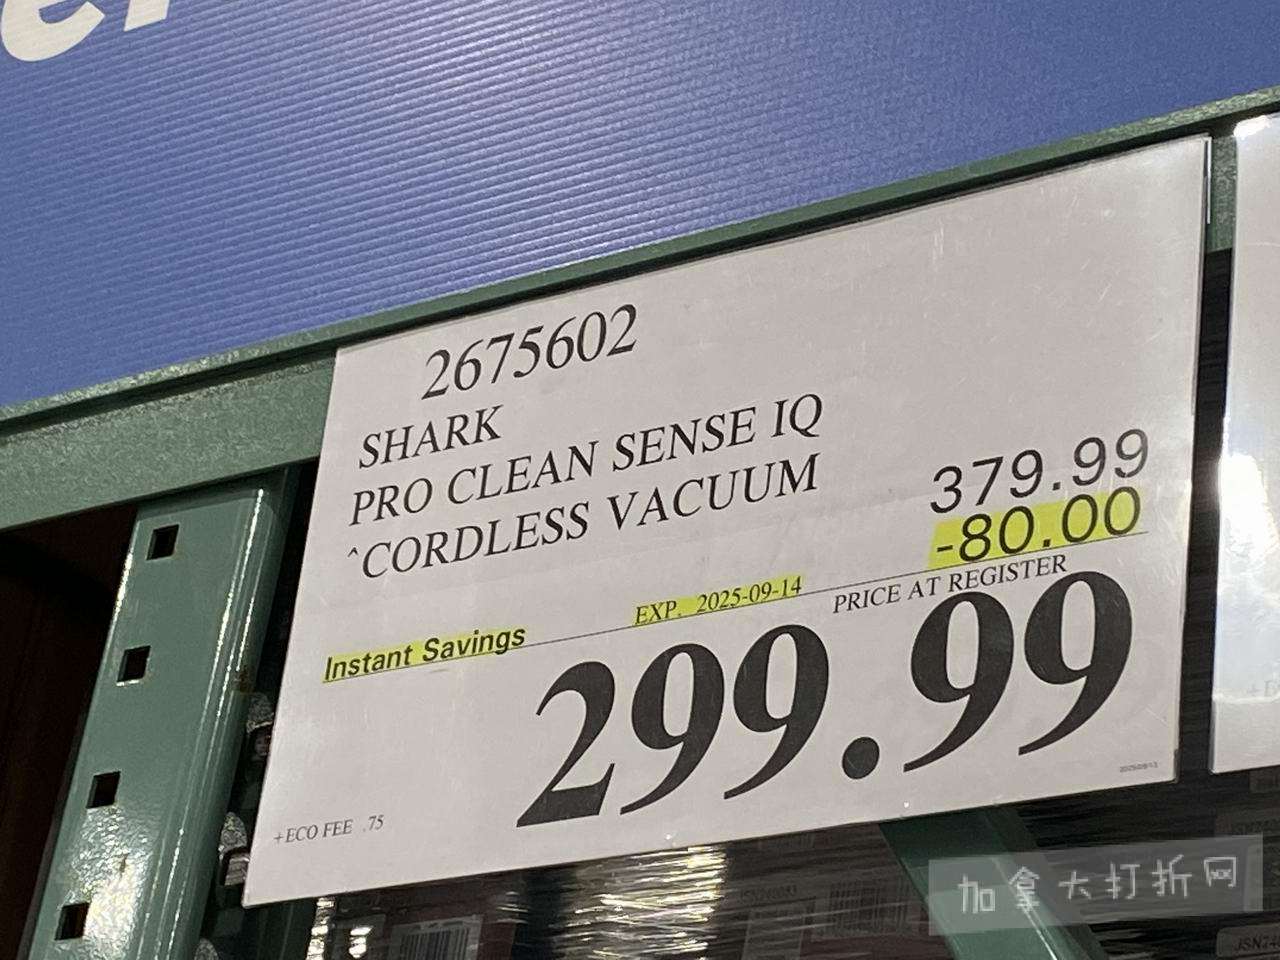 er
2675602
SHARK
PRO CLEAN SENSE IQ
^CORDLESS VACUUM
379.99
-80.00
Instant Savings
EXP. 2025-09-14
PRICE AT REGISTER
299.99
+ECO FEE .75
加拿大打折网